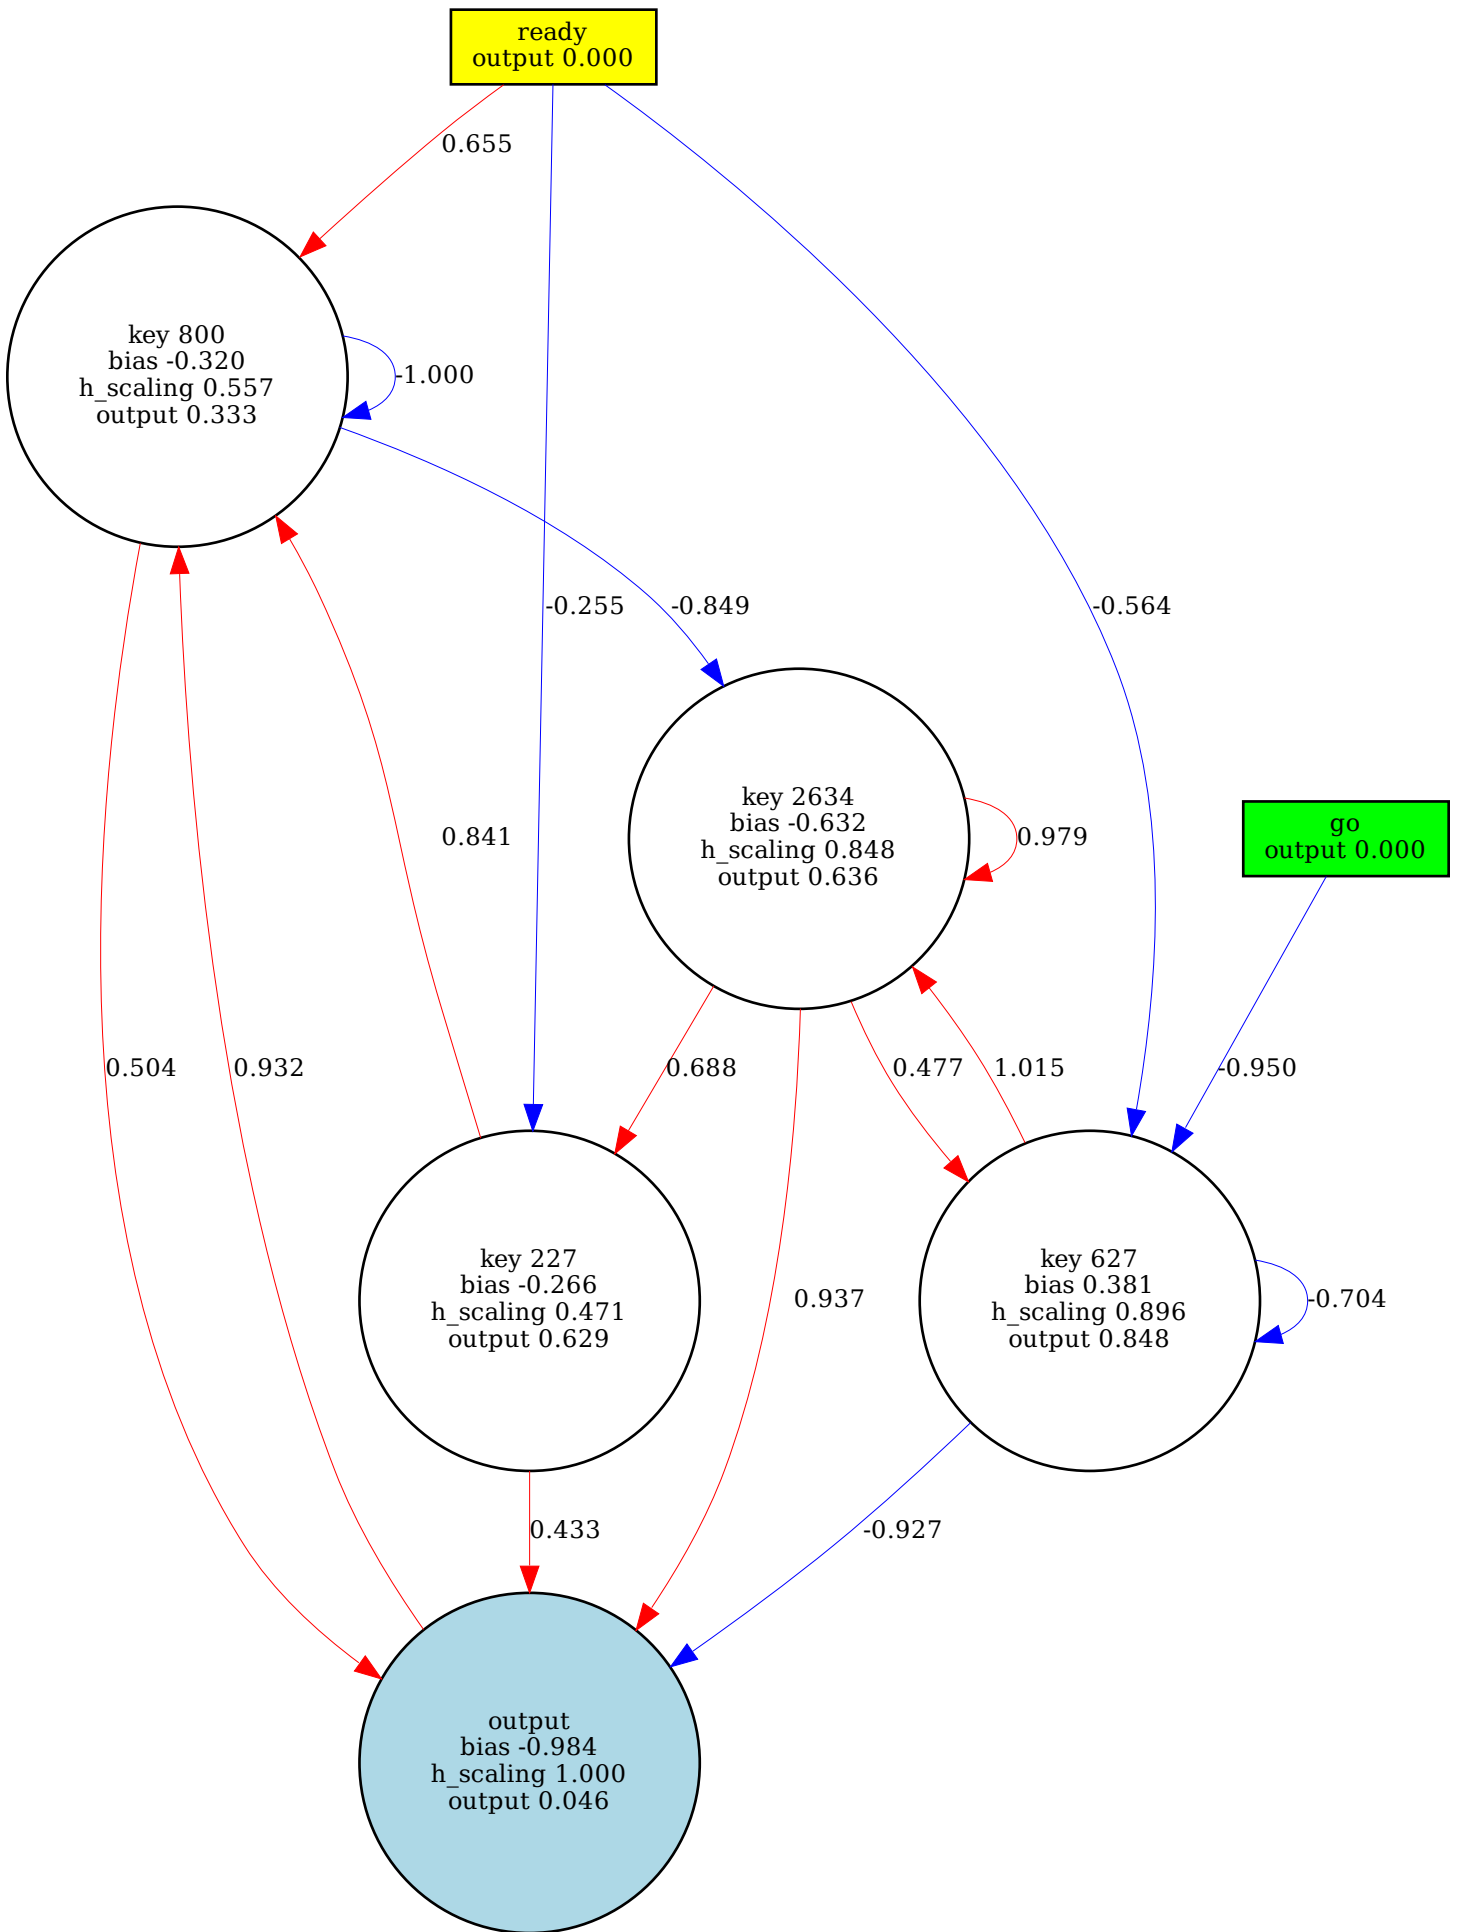 ready
output 0.000
0.655
key 800
bias -0.320
h_scaling 0.557
output 0.333
-1.000
-0.255
-0.849
-0.564
key 2634
bias -0.632
h_scaling 0.848
output 0.636
0.979
go
output 0.000
0.841
0.504
0.932
0.688
0.477
1.015
-0.950
key 227
bias -0.266
h_scaling 0.471
output 0.629
0.937
key 627
bias 0.381
h_scaling 0.896
output 0.848
-0.704
0.433
-0.927
output
bias -0.984
h_scaling 1.000
output 0.046